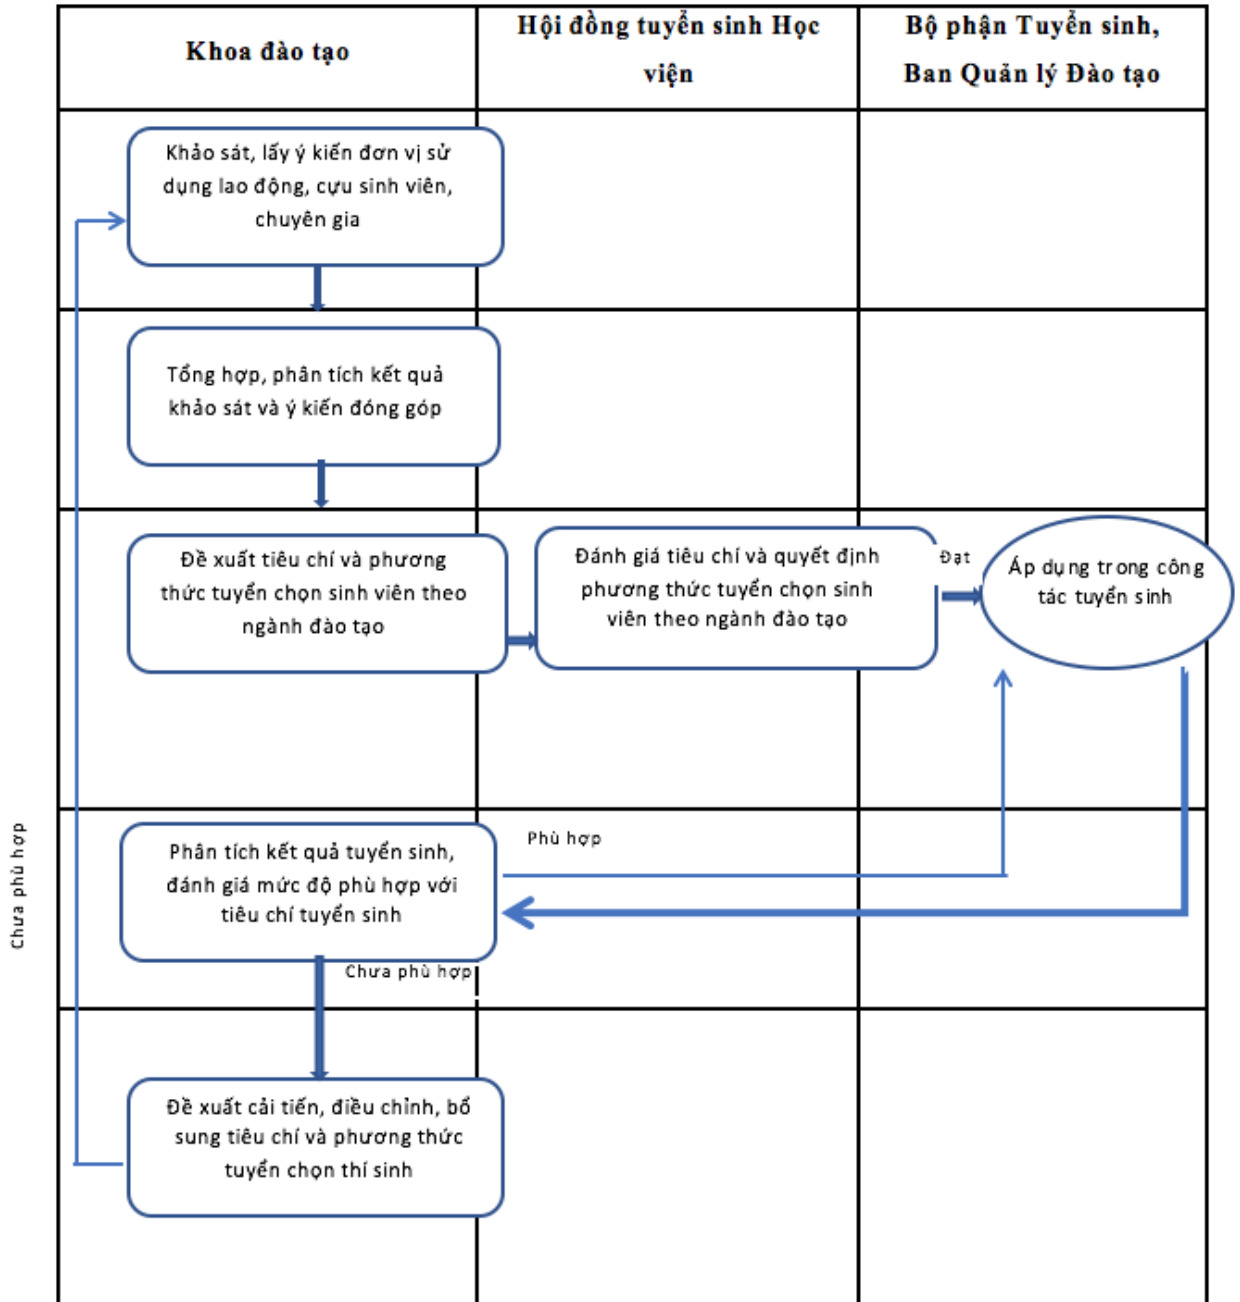 Khoa đào tạo
Hội đồng tuyển sinh Học
viện
Bộ phận Tuyển sinh,
Ban Quản lý Đào tạo
Khảo sát, lấy ý kiến đơn vị sử
dụng lao động, cựu sinh viên,
chuyên gia
Tổng hợp, phân tích kết quả
khảo sát và ý kiến đóng góp
Đề xuất tiêu chí và phương
thức tuyển chọn sinh viên theo
ngành đào tạo
Đánh giá tiêu chí và quyết định
phương thức tuyển chọn sinh
viên theo ngành đào tạo
Đạt
Áp dụng trong công
tác tuyển sinh
Phân tích kết quả tuyển sinh,
đánh giá mức độ phù hợp với
tiêu chí tuyển sinh
Phù hợp
Chưa phù hợp
Chưa phù hợp
Đề xuất cải tiến, điều chỉnh, bổ
sung tiêu chí và phương thức
tuyển chọn thí sinh